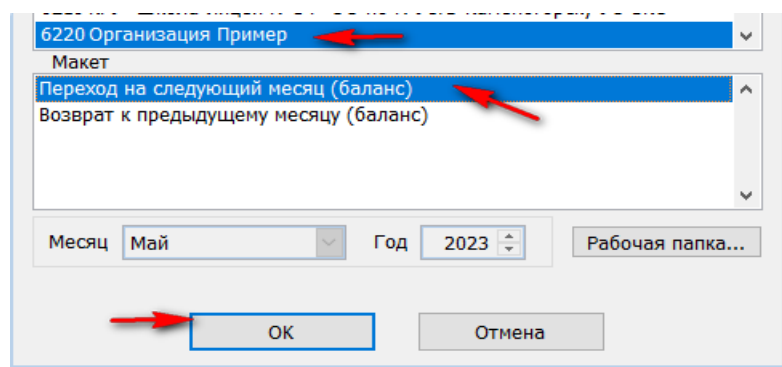 6220 Организация Пример
Макет
Переход на следующий месяц (баланс)
Возврат к предыдущему месяцу (баланс)
Месяц Май Год 2023 Рабочая папка...
OK Отмена